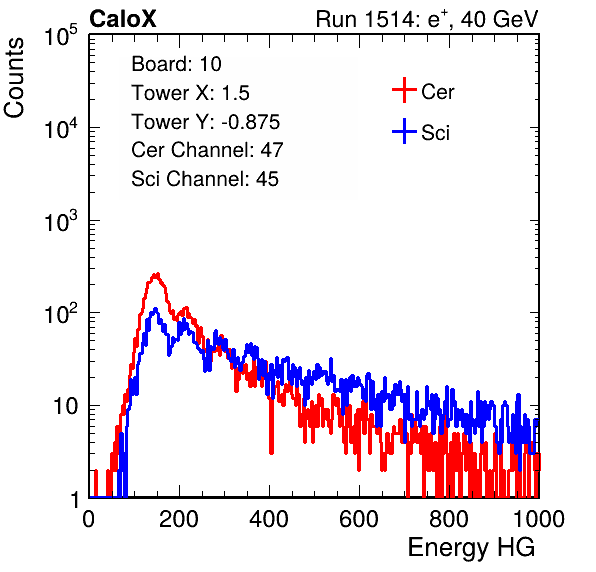 CaloX Run 1514: e⁺, 40 GeV
Counts
Board: 10
Tower X: 1.5
Tower Y: -0.875
Cer Channel: 47
Sci Channel: 45
Cer
Sci
10⁵
10⁴
10³
10²
10
1
0 200 400 600 800 1000
Energy HG